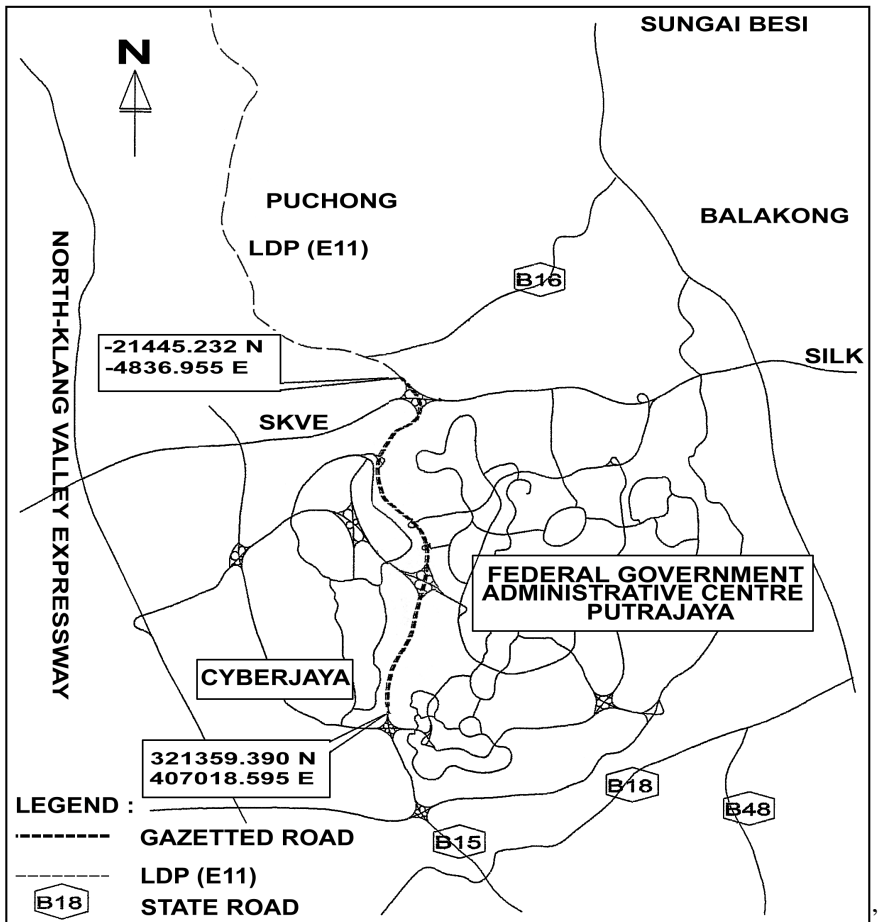 SUNGAI BESI
N
PUCHONG
BALAKONG
LDP (E11)
B16
NORTH-KLANG VALLEY EXPRESSWAY
-21445.232 N
-4836.955 E
SILK
SKVE
FEDERAL GOVERNMENT
ADMINISTRATIVE CENTRE
PUTRAJAYA
CYBERJAYA
321359.390 N
407018.595 E
B18
B48
B15
LEGEND :
GAZETTED ROAD
LDP (E11)
B18 STATE ROAD
,